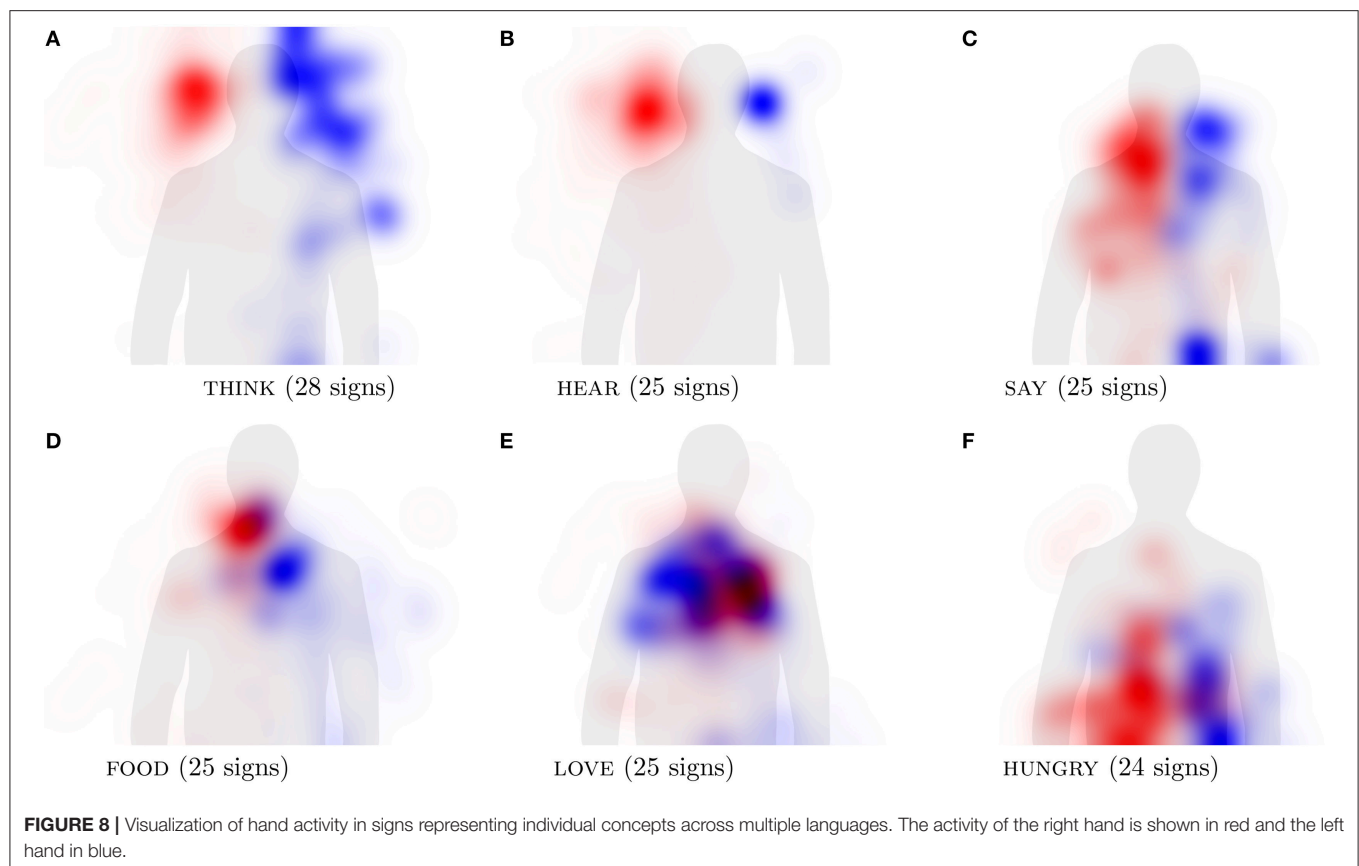 A
B
C
THINK (28 signs)
HEAR (25 signs)
SAY (25 signs)
D
E
F
FOOD (25 signs)
LOVE (25 signs)
HUNGRY (24 signs)
FIGURE 8 | Visualization of hand activity in signs representing individual concepts across multiple languages. The activity of the right hand is shown in red and the left
hand in blue.